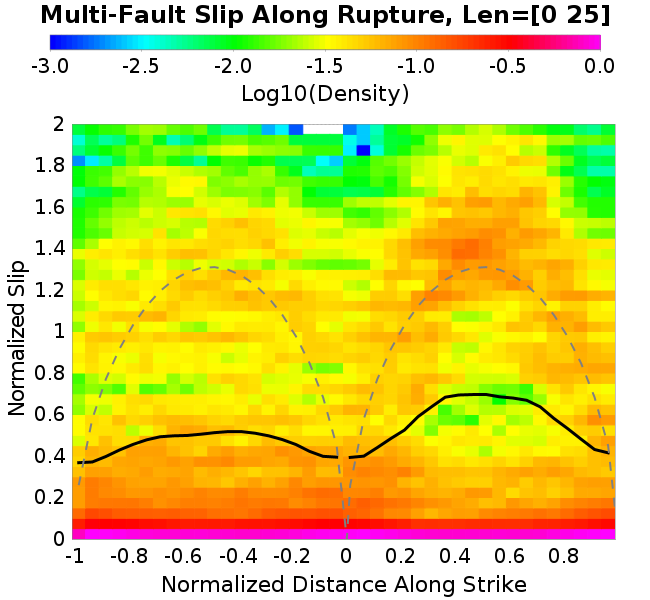 Multi-Fault Slip Along Rupture, Len=[0 25]
-3.0 -2.5 -2.0 -1.5 -1.0 -0.5 0.0
Log10(Density)
2
1.8
1.6
1.4
1.2
1
0.8
0.6
0.4
0.2
0
Normalized Slip
-1 -0.8 -0.6 -0.4 -0.2 0 0.2 0.4 0.6 0.8
Normalized Distance Along Strike